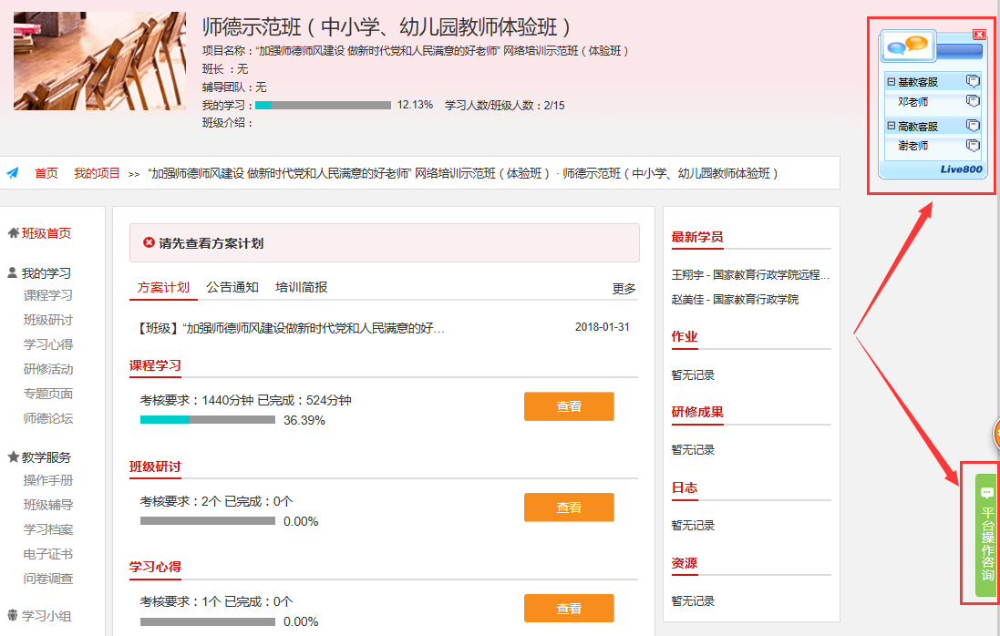 师德示范班（中小学、幼儿园教师体验班）
项目名称：“加强师德师风建设 做新时代党和人民满意的好老师” 网络培训示范班（体验班）
班长 ：无
辅导团队：无
我的学习： 12.13% 学习人数/班级人数：2/15
班级介绍：
基教客服
邓老师
高教客服
谢老师
Live800
首页 我的项目 >> “加强师德师风建设 做新时代党和人民满意的好老师” 网络培训示范班（体验班） · 师德示范班（中小学、幼儿园教师体验班）
班级首页
我的学习
课程学习
班级研讨
学习心得
研修活动
专题页面
师德论坛
教学服务
操作手册
班级辅导
学习档案
电子证书
问卷调查
学习小组
请先查看方案计划
方案计划 公告通知 培训简报 更多
【班级】“加强师德师风建设做新时代党和人民满意的好… 2018-01-31
课程学习
考核要求：1440分钟 已完成：524分钟
36.39%
查看
班级研讨
考核要求：2个 已完成：0个
0.00%
查看
学习心得
考核要求：1个 已完成：0个
0.00%
查看
最新学员
王翔宇 - 国家教育行政学院远程...
赵美佳 - 国家教育行政学院
作业
暂无记录
研修成果
暂无记录
日志
暂无记录
资源
暂无记录
平台操作咨询